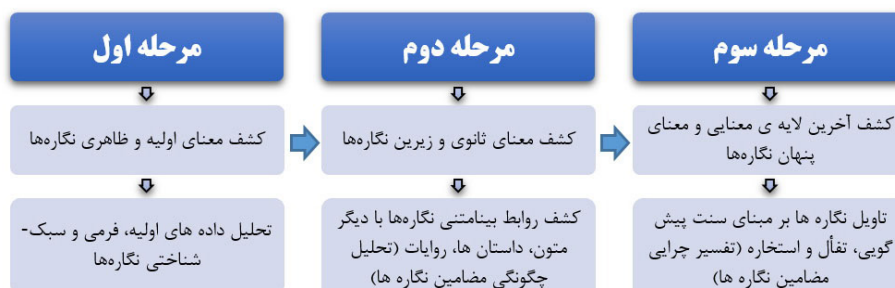 مرحله اول
مرحله دوم
مرحله سوم
کشف معنای اولیه و ظاهری نگاره‌ها
کشف معنای ثانوی و زیرین نگاره‌ها
کشف آخرین لایه ی معنایی و معنای
پنهان نگاره‌ها
تحلیل داده های اولیه، فرمی و سبک-
شناختی نگاره‌ها
کشف روابط بینامتنی نگاره‌ها با دیگر
متون، داستان ها، روایات (تحلیل
چگونگی مضامین نگاره ها)
تاویل نگاره ها بر مبنای سنت پیش
گویی، تفأل و استخاره (تفسیر چرایی
مضامین نگاره ها)